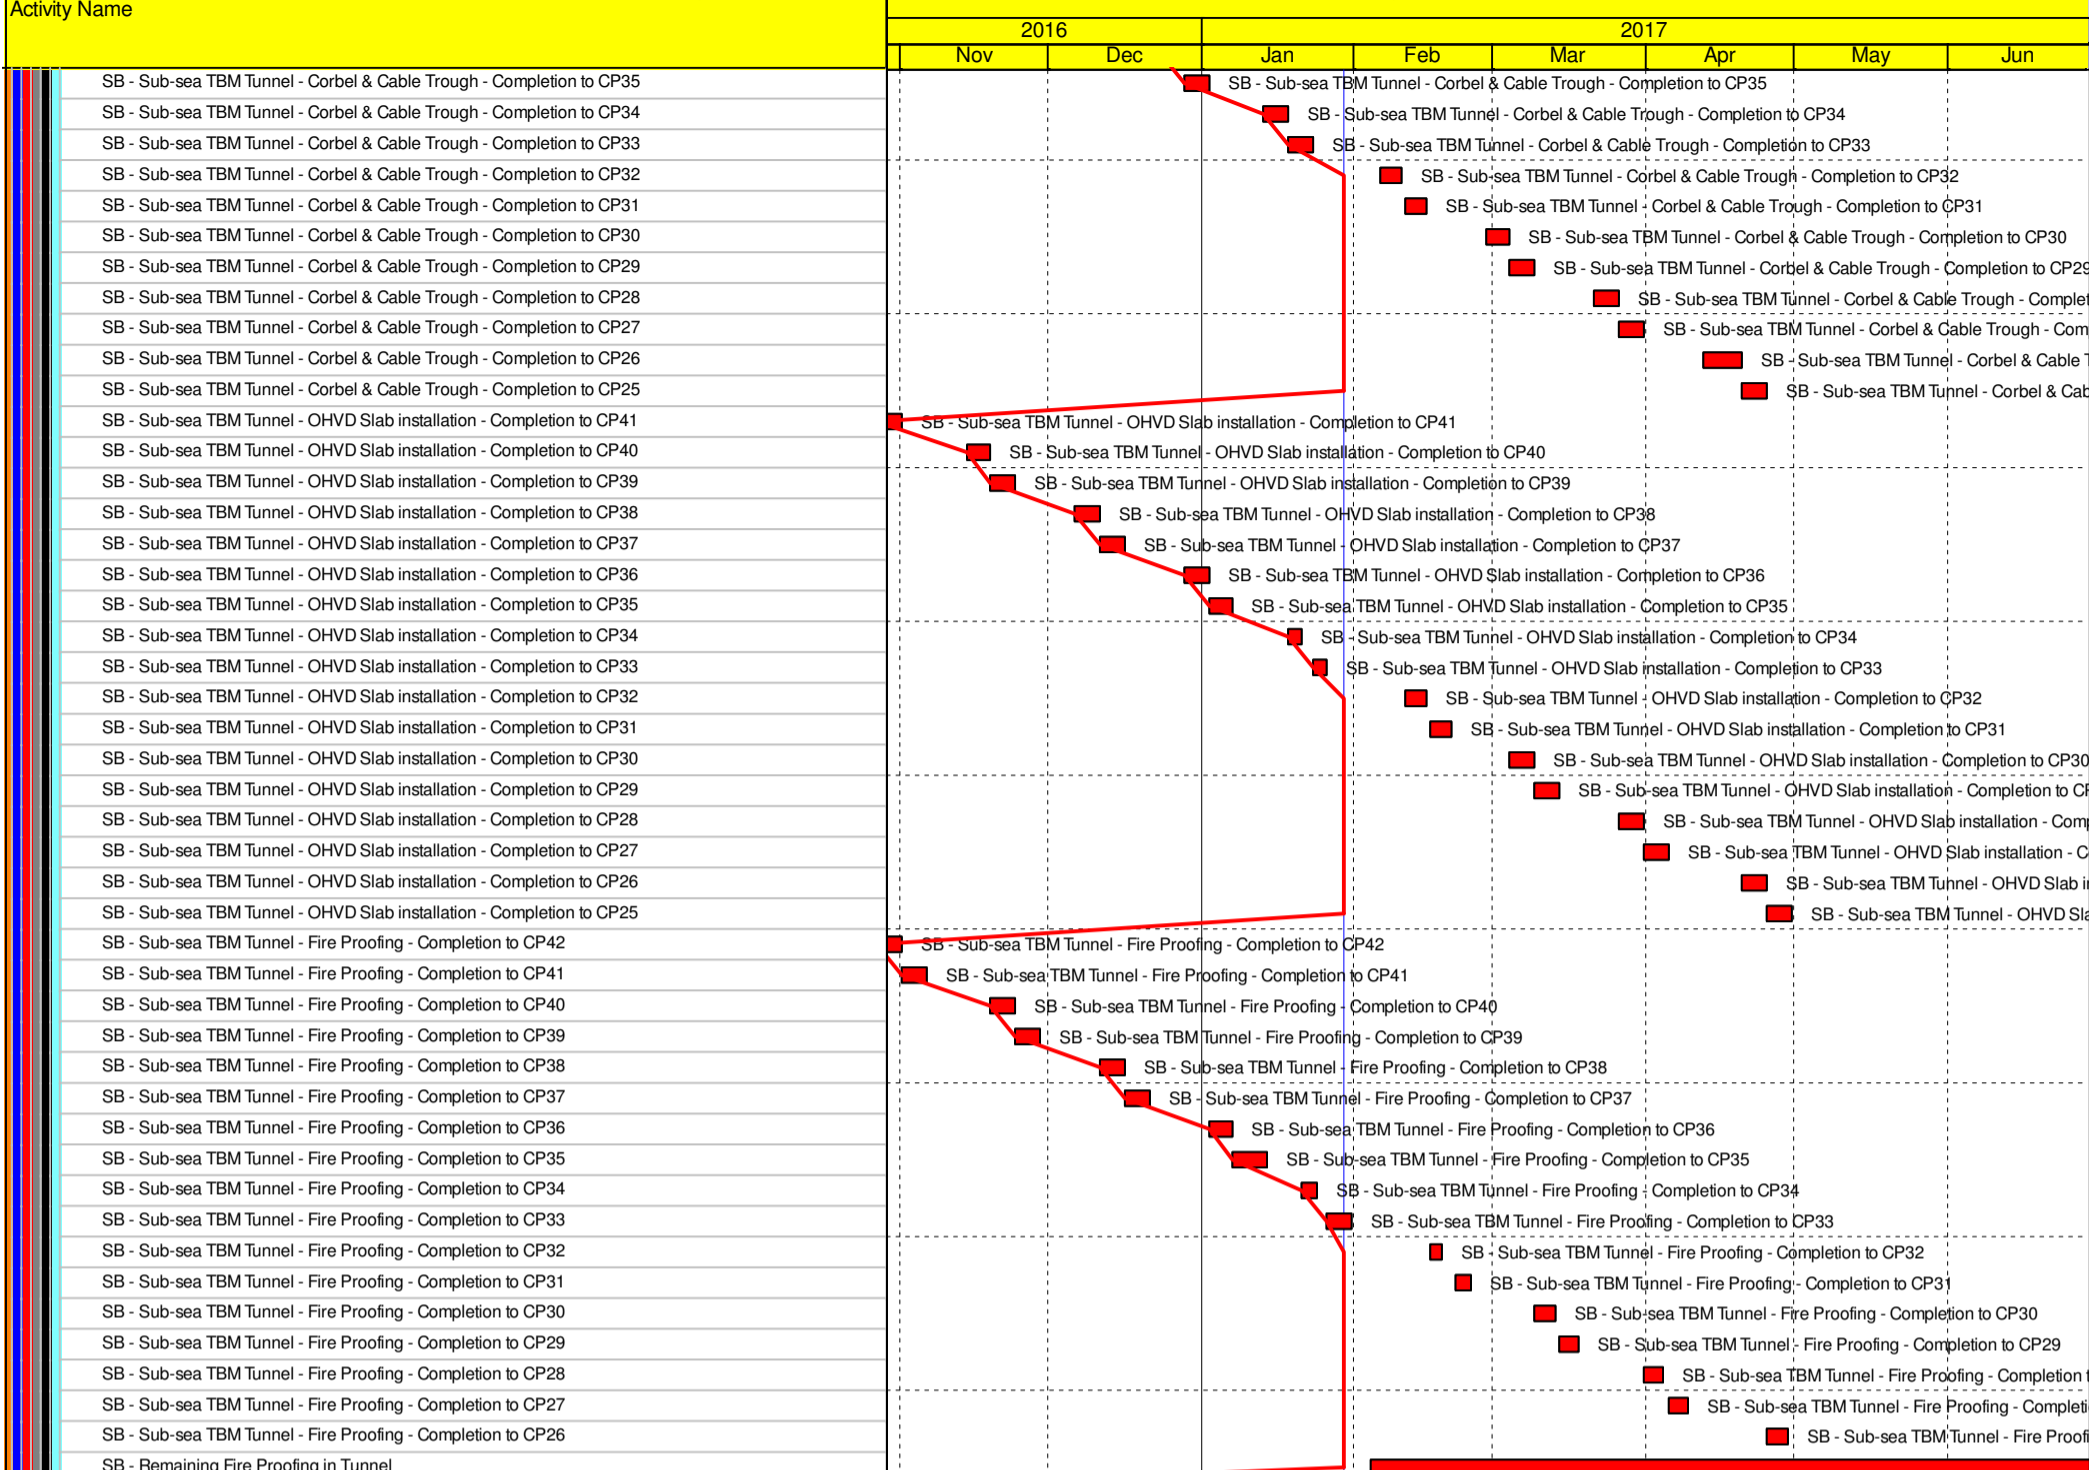 Activity Name
2016 2017
Nov Dec Jan Feb Mar Apr May Jun
SB - Sub-sea TBM Tunnel - Corbel & Cable Trough - Completion to CP35 SB - Sub-sea TBM Tunnel - Corbel & Cable Trough - Completion to CP35
SB - Sub-sea TBM Tunnel - Corbel & Cable Trough - Completion to CP34 SB - Sub-sea TBM Tunnel - Corbel & Cable Trough - Completion to CP34
SB - Sub-sea TBM Tunnel - Corbel & Cable Trough - Completion to CP33 SB - Sub-sea TBM Tunnel - Corbel & Cable Trough - Completion to CP33
SB - Sub-sea TBM Tunnel - Corbel & Cable Trough - Completion to CP32 SB - Sub-sea TBM Tunnel - Corbel & Cable Trough - Completion to CP32
SB - Sub-sea TBM Tunnel - Corbel & Cable Trough - Completion to CP31 SB - Sub-sea TBM Tunnel - Corbel & Cable Trough - Completion to CP31
SB - Sub-sea TBM Tunnel - Corbel & Cable Trough - Completion to CP30 SB - Sub-sea TBM Tunnel - Corbel & Cable Trough - Completion to CP30
SB - Sub-sea TBM Tunnel - Corbel & Cable Trough - Completion to CP29 SB - Sub-sea TBM Tunnel - Corbel & Cable Trough - Completion to CP29
SB - Sub-sea TBM Tunnel - Corbel & Cable Trough - Completion to CP28 SB - Sub-sea TBM Tunnel - Corbel & Cable Trough - Complet
SB - Sub-sea TBM Tunnel - Corbel & Cable Trough - Completion to CP27 SB - Sub-sea TBM Tunnel - Corbel & Cable Trough - Com
SB - Sub-sea TBM Tunnel - Corbel & Cable Trough - Completion to CP26 SB - Sub-sea TBM Tunnel - Corbel & Cable T
SB - Sub-sea TBM Tunnel - Corbel & Cable Trough - Completion to CP25 SB - Sub-sea TBM Tunnel - Corbel & Cab
SB - Sub-sea TBM Tunnel - OHVD Slab installation - Completion to CP41 SB - Sub-sea TBM Tunnel - OHVD Slab installation - Completion to CP41
SB - Sub-sea TBM Tunnel - OHVD Slab installation - Completion to CP40 SB - Sub-sea TBM Tunnel - OHVD Slab installation - Completion to CP40
SB - Sub-sea TBM Tunnel - OHVD Slab installation - Completion to CP39 SB - Sub-sea TBM Tunnel - OHVD Slab installation - Completion to CP39
SB - Sub-sea TBM Tunnel - OHVD Slab installation - Completion to CP38 SB - Sub-sea TBM Tunnel - OHVD Slab installation - Completion to CP38
SB - Sub-sea TBM Tunnel - OHVD Slab installation - Completion to CP37 SB - Sub-sea TBM Tunnel - OHVD Slab installation - Completion to CP37
SB - Sub-sea TBM Tunnel - OHVD Slab installation - Completion to CP36 SB - Sub-sea TBM Tunnel - OHVD Slab installation - Completion to CP36
SB - Sub-sea TBM Tunnel - OHVD Slab installation - Completion to CP35 SB - Sub-sea TBM Tunnel - OHVD Slab installation - Completion to CP35
SB - Sub-sea TBM Tunnel - OHVD Slab installation - Completion to CP34 SB - Sub-sea TBM Tunnel - OHVD Slab installation - Completion to CP34
SB - Sub-sea TBM Tunnel - OHVD Slab installation - Completion to CP33 SB - Sub-sea TBM Tunnel - OHVD Slab installation - Completion to CP33
SB - Sub-sea TBM Tunnel - OHVD Slab installation - Completion to CP32 SB - Sub-sea TBM Tunnel - OHVD Slab installation - Completion to CP32
SB - Sub-sea TBM Tunnel - OHVD Slab installation - Completion to CP31 SB - Sub-sea TBM Tunnel - OHVD Slab installation - Completion to CP31
SB - Sub-sea TBM Tunnel - OHVD Slab installation - Completion to CP30 SB - Sub-sea TBM Tunnel - OHVD Slab installation - Completion to CP30
SB - Sub-sea TBM Tunnel - OHVD Slab installation - Completion to CP29 SB - Sub-sea TBM Tunnel - OHVD Slab installation - Completion to CP
SB - Sub-sea TBM Tunnel - OHVD Slab installation - Completion to CP28 SB - Sub-sea TBM Tunnel - OHVD Slab installation - Comp
SB - Sub-sea TBM Tunnel - OHVD Slab installation - Completion to CP27 SB - Sub-sea TBM Tunnel - OHVD Slab installation - C
SB - Sub-sea TBM Tunnel - OHVD Slab installation - Completion to CP26 SB - Sub-sea TBM Tunnel - OHVD Slab i
SB - Sub-sea TBM Tunnel - OHVD Slab installation - Completion to CP25 SB - Sub-sea TBM Tunnel - OHVD Sla
SB - Sub-sea TBM Tunnel - Fire Proofing - Completion to CP42 SB - Sub-sea TBM Tunnel - Fire Proofing - Completion to CP42
SB - Sub-sea TBM Tunnel - Fire Proofing - Completion to CP41 SB - Sub-sea TBM Tunnel - Fire Proofing - Completion to CP41
SB - Sub-sea TBM Tunnel - Fire Proofing - Completion to CP40 SB - Sub-sea TBM Tunnel - Fire Proofing - Completion to CP40
SB - Sub-sea TBM Tunnel - Fire Proofing - Completion to CP39 SB - Sub-sea TBM Tunnel - Fire Proofing - Completion to CP39
SB - Sub-sea TBM Tunnel - Fire Proofing - Completion to CP38 SB - Sub-sea TBM Tunnel - Fire Proofing - Completion to CP38
SB - Sub-sea TBM Tunnel - Fire Proofing - Completion to CP37 SB - Sub-sea TBM Tunnel - Fire Proofing - Completion to CP37
SB - Sub-sea TBM Tunnel - Fire Proofing - Completion to CP36 SB - Sub-sea TBM Tunnel - Fire Proofing - Completion to CP36
SB - Sub-sea TBM Tunnel - Fire Proofing - Completion to CP35 SB - Sub-sea TBM Tunnel - Fire Proofing - Completion to CP35
SB - Sub-sea TBM Tunnel - Fire Proofing - Completion to CP34 SB - Sub-sea TBM Tunnel - Fire Proofing - Completion to CP34
SB - Sub-sea TBM Tunnel - Fire Proofing - Completion to CP33 SB - Sub-sea TBM Tunnel - Fire Proofing - Completion to CP33
SB - Sub-sea TBM Tunnel - Fire Proofing - Completion to CP32 SB - Sub-sea TBM Tunnel - Fire Proofing - Completion to CP32
SB - Sub-sea TBM Tunnel - Fire Proofing - Completion to CP31 SB - Sub-sea TBM Tunnel - Fire Proofing - Completion to CP31
SB - Sub-sea TBM Tunnel - Fire Proofing - Completion to CP30 SB - Sub-sea TBM Tunnel - Fire Proofing - Completion to CP30
SB - Sub-sea TBM Tunnel - Fire Proofing - Completion to CP29 SB - Sub-sea TBM Tunnel - Fire Proofing - Completion to CP29
SB - Sub-sea TBM Tunnel - Fire Proofing - Completion to CP28 SB - Sub-sea TBM Tunnel - Fire Proofing - Completion t
SB - Sub-sea TBM Tunnel - Fire Proofing - Completion to CP27 SB - Sub-sea TBM Tunnel - Fire Proofing - Completi
SB - Sub-sea TBM Tunnel - Fire Proofing - Completion to CP26 SB - Sub-sea TBM Tunnel - Fire Proofi
SB - Remaining Fire Proofing in Tunnel